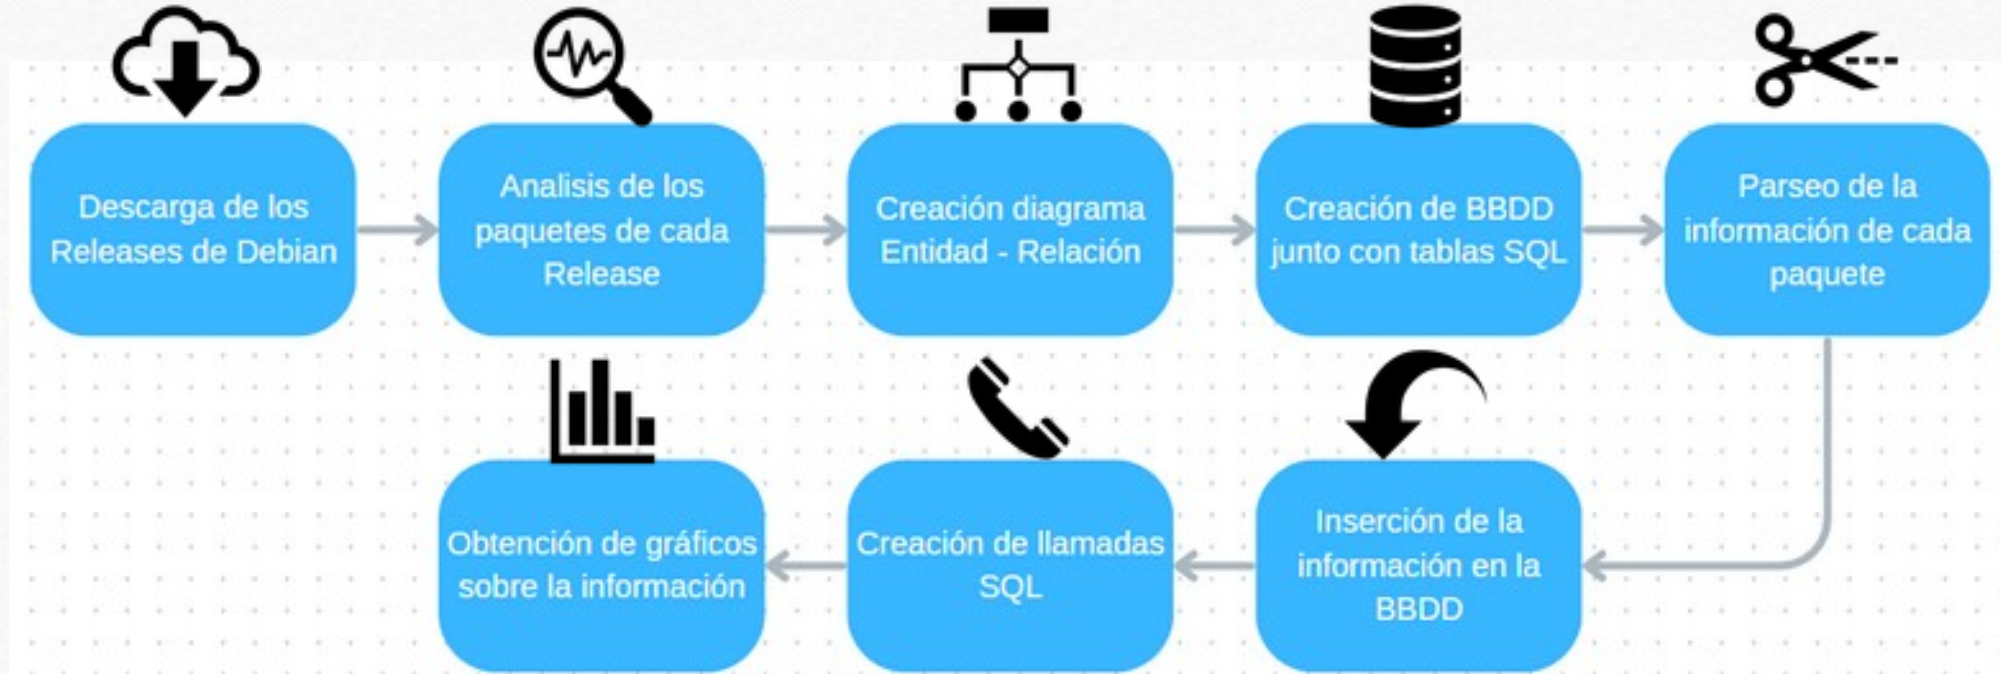 Descarga de los
Releases de Debian
Analisis de los
paquetes de cada
Release
Creación diagrama
Entidad - Relación
Creación de BBDD
junto con tablas SQL
Parseo de la
información de cada
paquete
Inserción de la
información en la
BBDD
Creación de llamadas
SQL
Obtención de gráficos
sobre la información